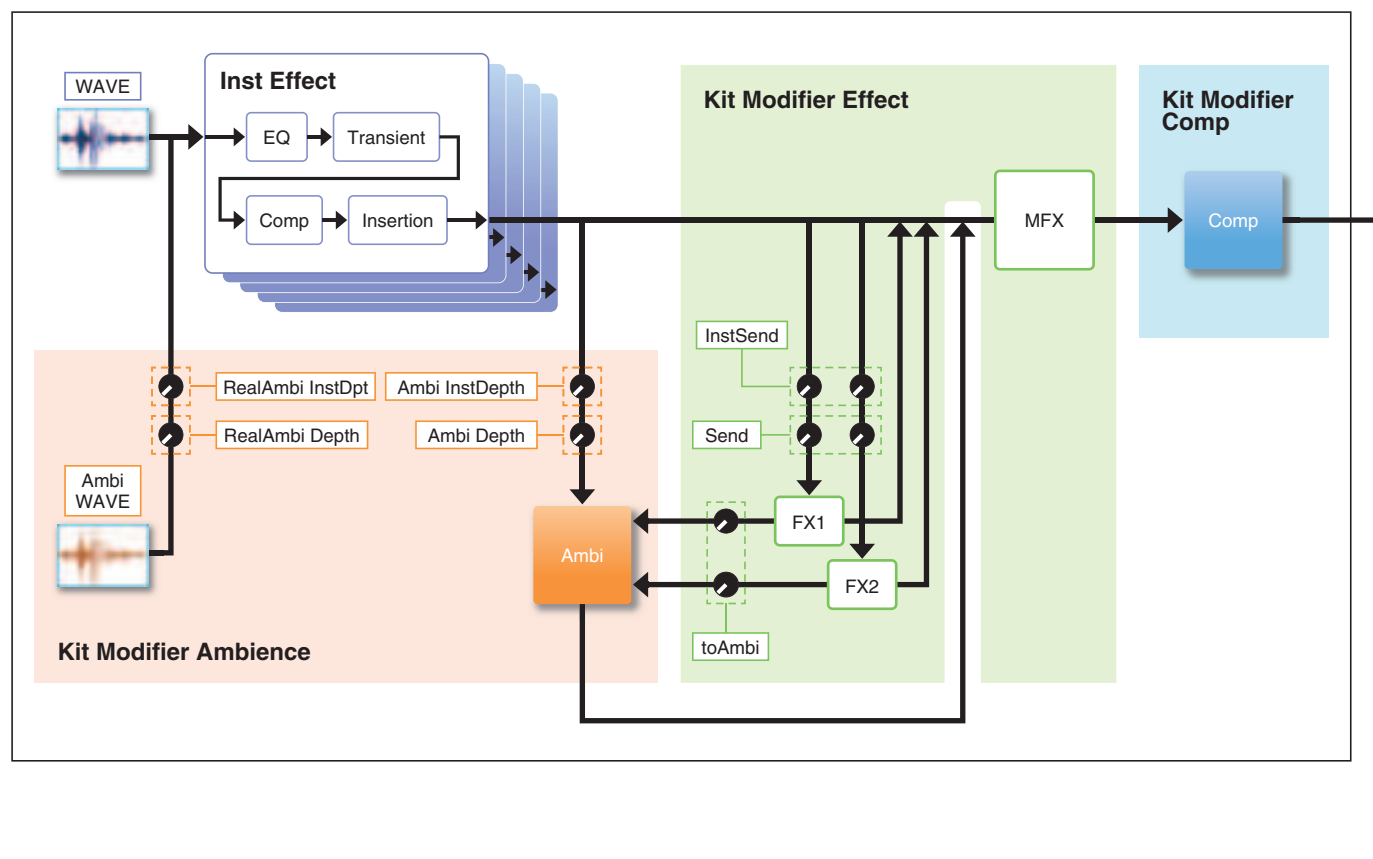 WAVE
Inst Effect
EQ
Transient
Comp
Insertion
Kit Modifier Effect
MFX
Kit Modifier
Comp
Comp
InstSend
Send
RealAmbi InstDpt
Ambi InstDepth
RealAmbi Depth
Ambi Depth
Ambi
WAVE
Ambi
FX1
FX2
toAmbi
Kit Modifier Ambience